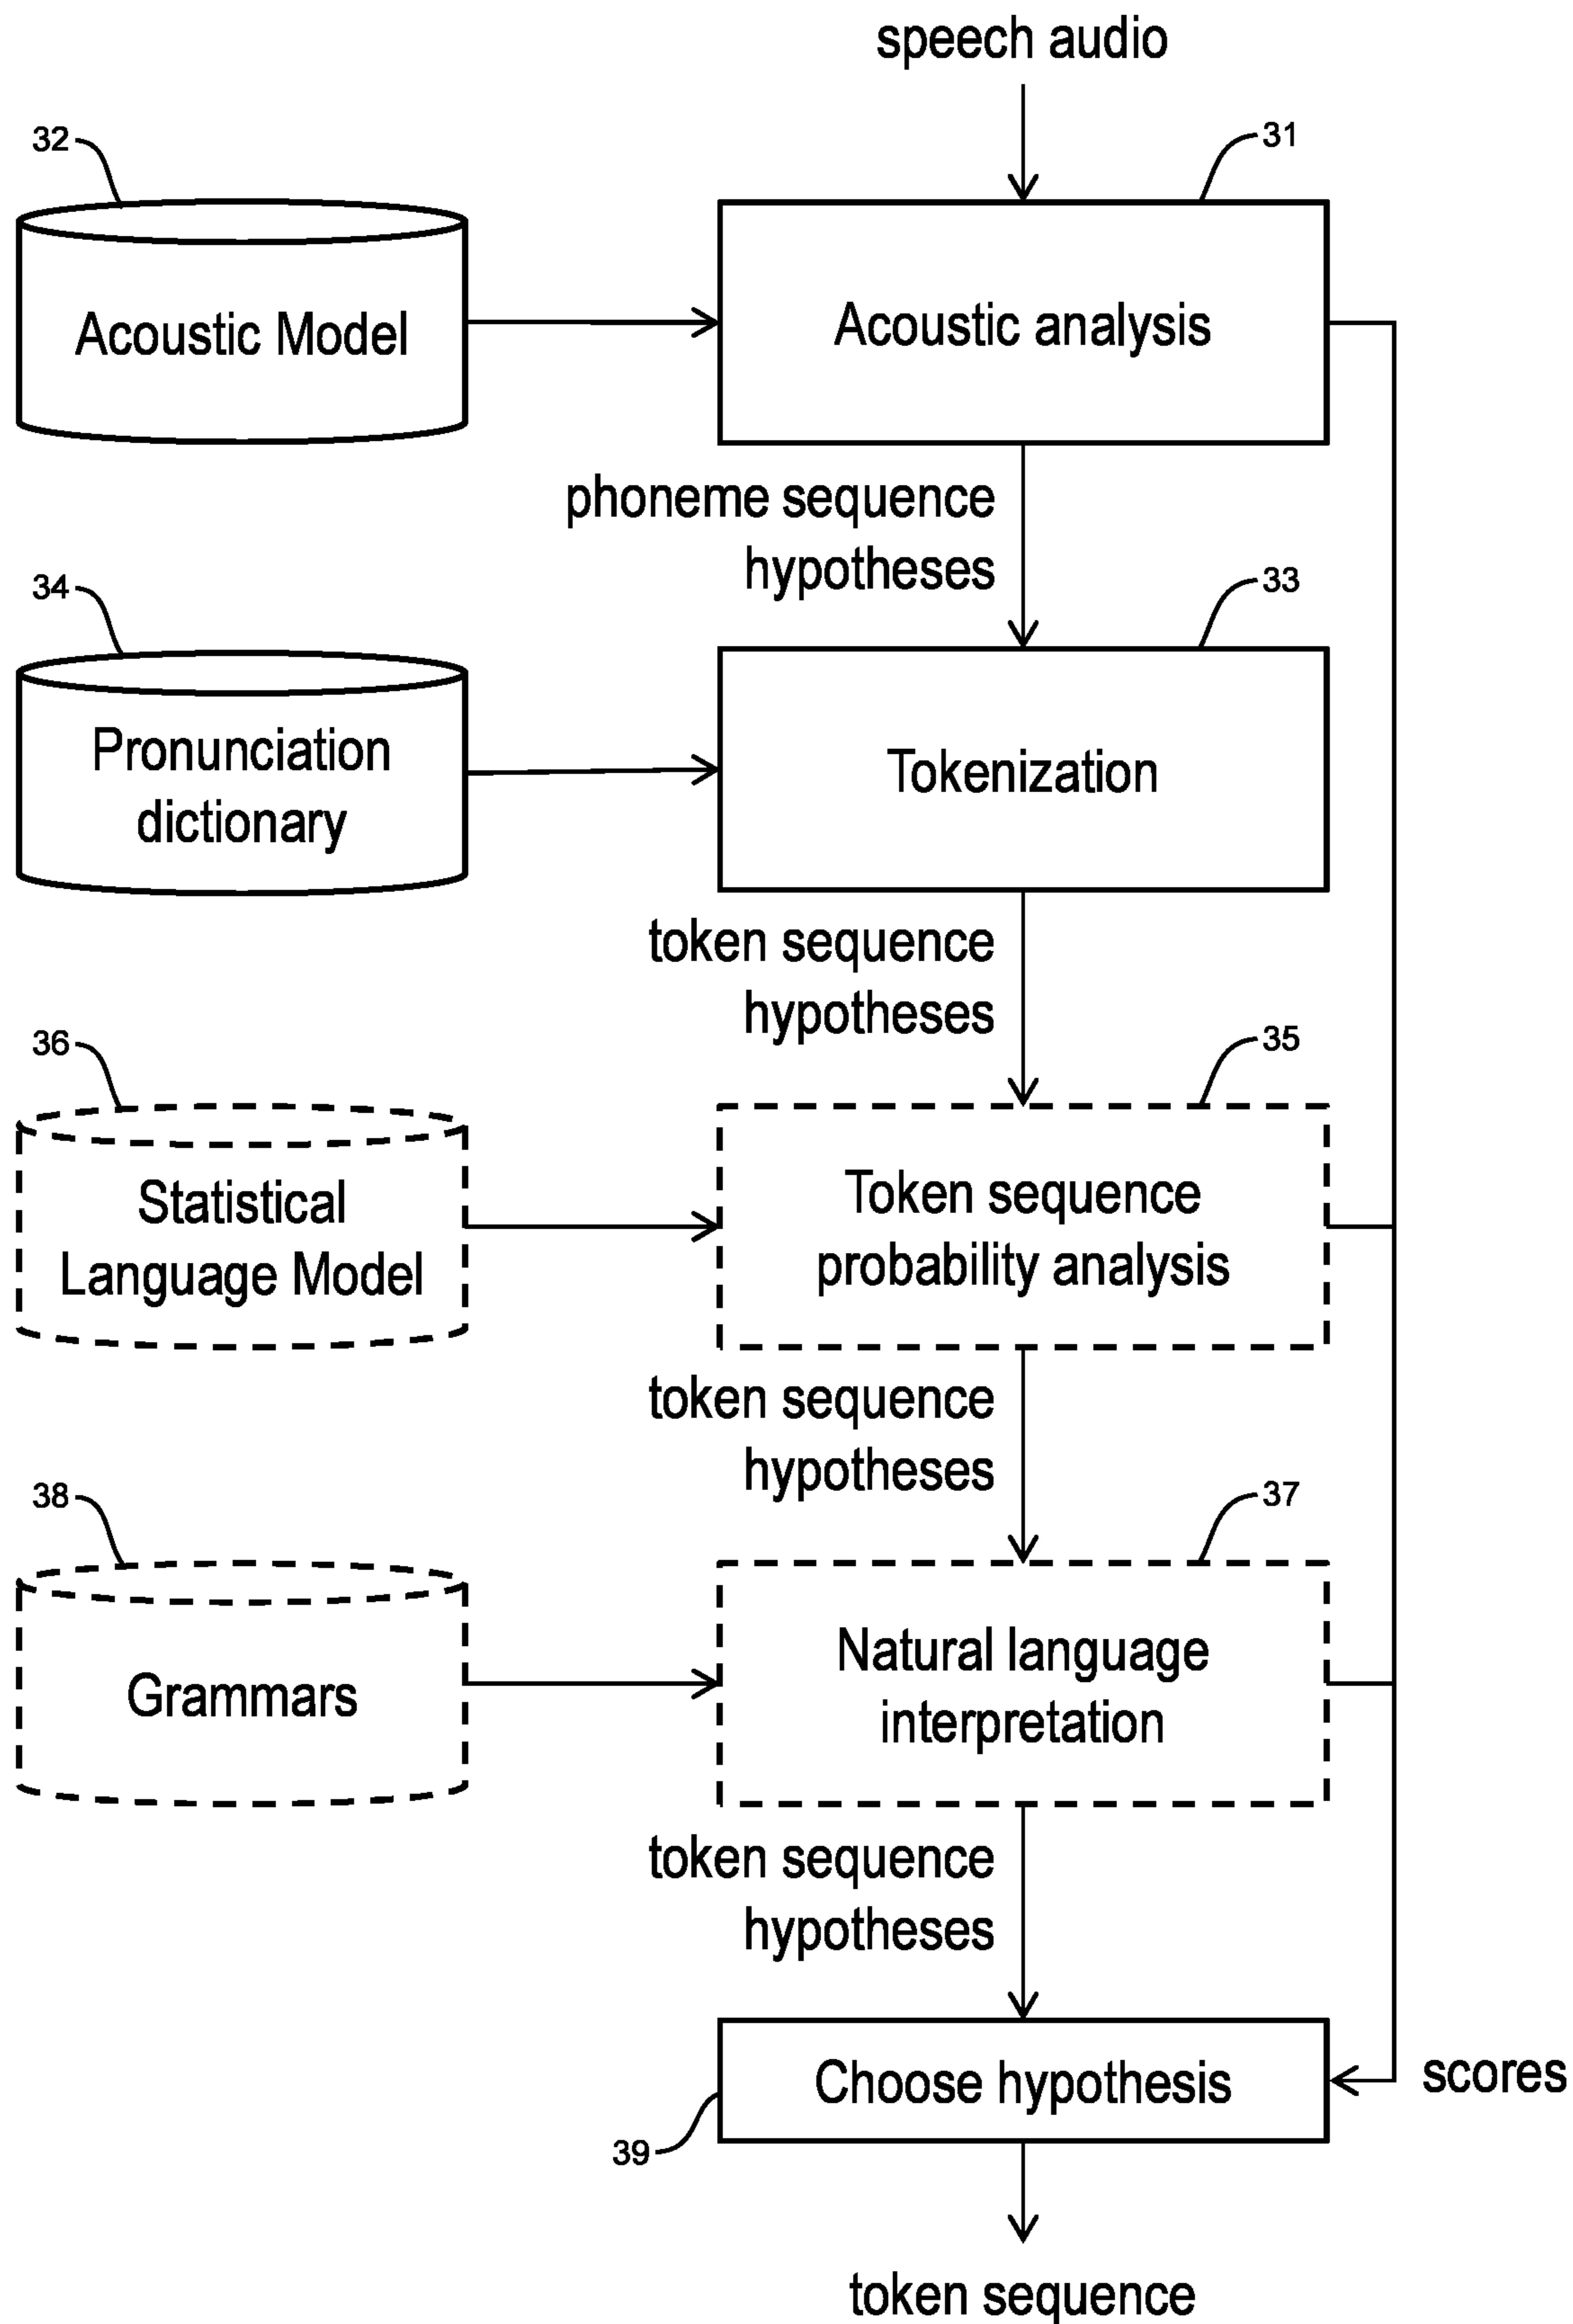 speech audio
32
31
Acoustic Model
Acoustic analysis
phoneme sequence
hypotheses
34
33
Pronunciation
dictionary
Tokenization
token sequence
hypotheses
36
35
Statistical
Language Model
Token sequence
probability analysis
token sequence
hypotheses
38
37
Grammars
Natural language
interpretation
token sequence
hypotheses
Choose hypothesis
scores
39
token sequence